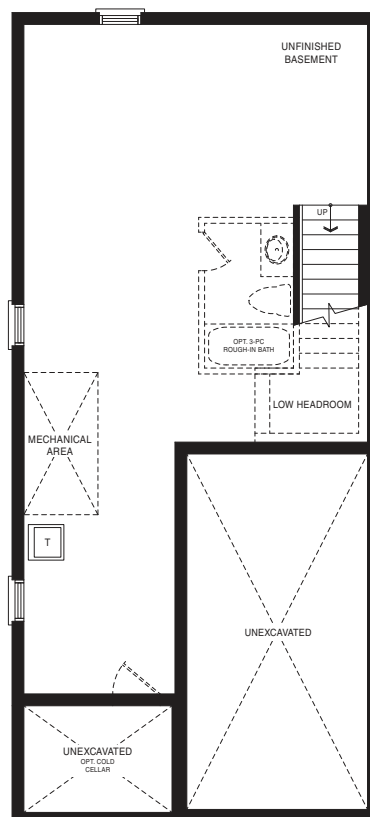 UNFINISHED
BASEMENT
UP
OPT. 3-PC
ROUGH-IN BATH
LOW HEADROOM
MECHANICAL
AREA
T
UNEXCAVATED
UNEXCAVATED
OPT. COLD
CELLAR